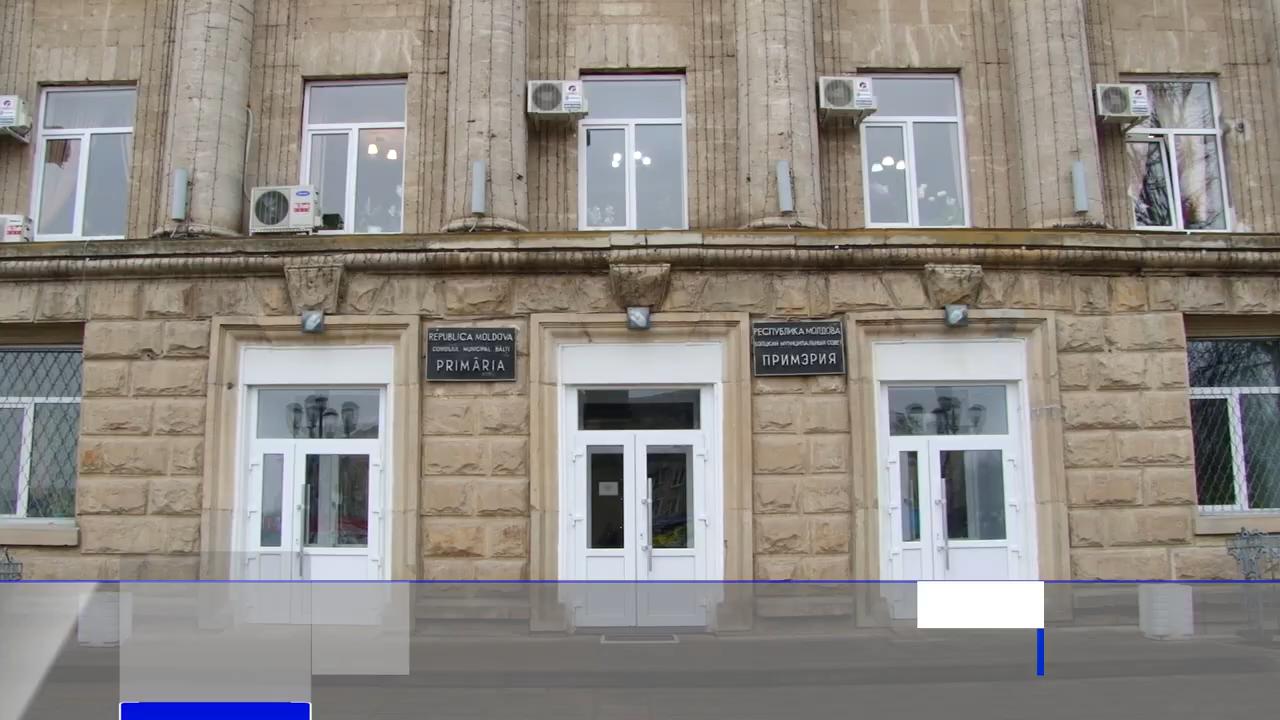 REPUBLICA MOLDOVA
CONSILIUL MUNICIPAL BĂLȚI
PRIMĂRIA
РЕСПУБЛИКА МОЛДОВА
БЭЛЦКИЙ МУНИЦИПАЛЬНЫЙ СОВЕТ
ПРИМЭРИЯ